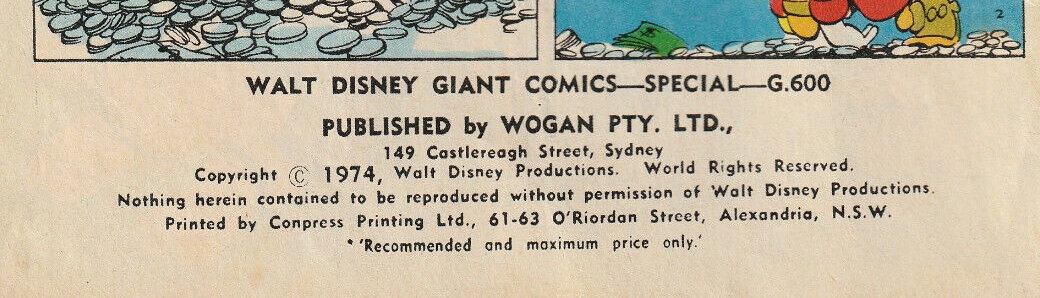 2
WALT DISNEY GIANT COMICS—SPECIAL—G.600
PUBLISHED by WOGAN PTY. LTD.,
149 Castlereagh Street, Sydney
Copyright © 1974, Walt Disney Productions. World Rights Reserved.
Nothing herein contained to be reproduced without permission of Walt Disney Productions.
Printed by Conpress Printing Ltd., 61-63 O'Riordan Street, Alexandria, N.S.W.
*'Recommended and maximum price only.'